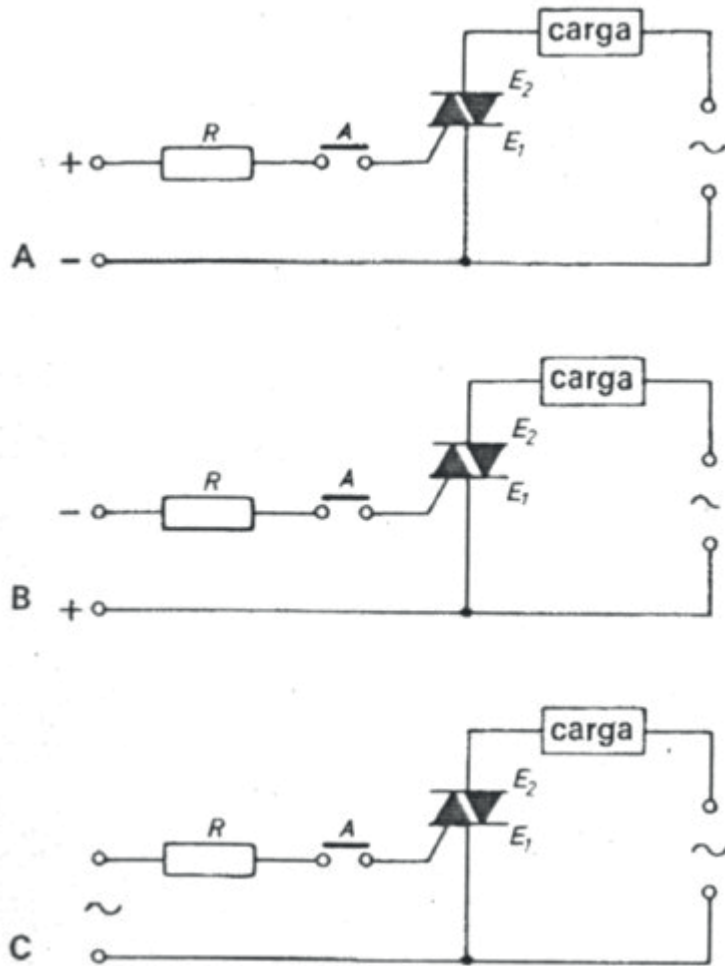 carga
E2
R A E1
+
~
A -
carga
E2
R A E1
-
~
B +
carga
E2
R A E1
~
~
C